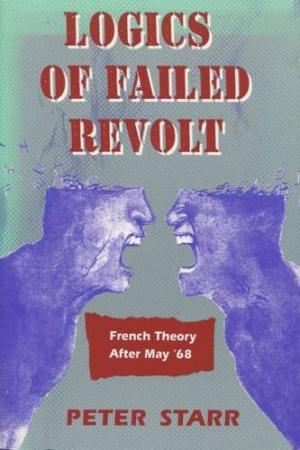 LOGICS
OF FAILED
REVOLT
French Theory
After May '68
PETER STARR